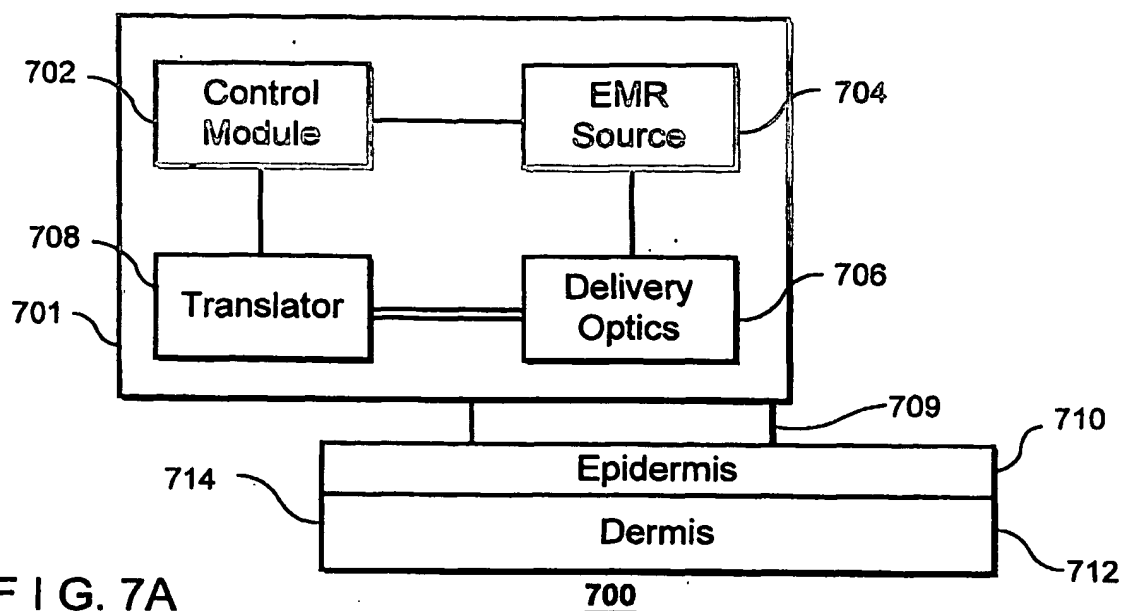 702
Control
Module
EMR
Source
704
708
Translator
Delivery
Optics
706
701
709
710
Epidermis
714
Dermis
712
FIG. 7A
700